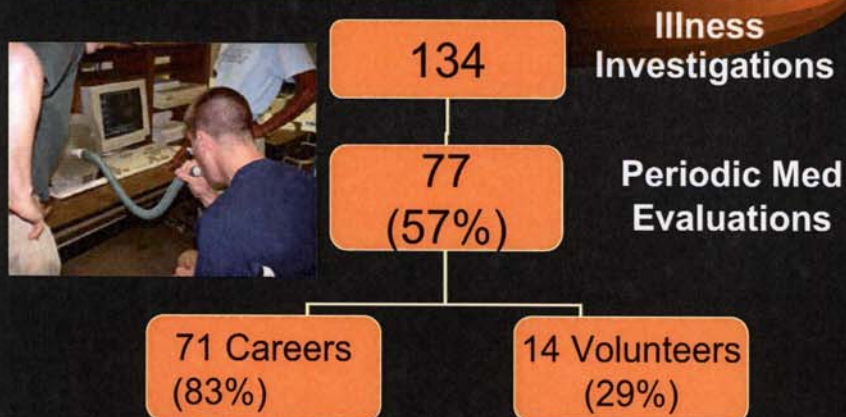 134
Illness
Investigations
77
(57%)
Periodic Med
Evaluations
71 Careers
(83%)
14 Volunteers
(29%)